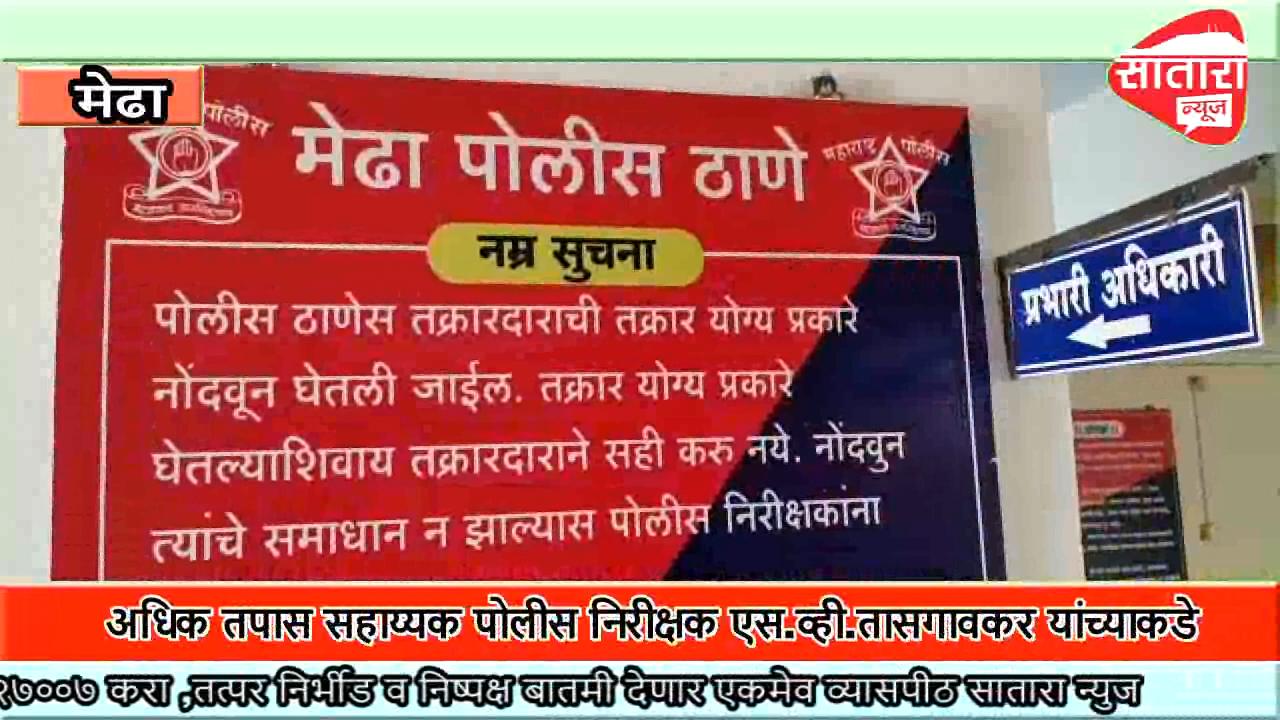 सातारा
न्यूज
मेढा
पोलीस
महाराष्ट्र पोलीस
मेढा पोलीस ठाणे
नम्र सुचना
पोलीस ठाणेस तक्रारदाराची तक्रार योग्य प्रकारे
नोंदवून घेतली जाईल. तक्रार योग्य प्रकारे
घेतल्याशिवाय तक्रारदाराने सही करु नये. नोंदवुन
त्यांचे समाधान न झाल्यास पोलीस निरीक्षकांना
प्रभारी अधिकारी
अधिक तपास सहाय्यक पोलीस निरीक्षक एस.व्ही.तासगावकर यांच्याकडे
७००७ करा ,तत्पर निर्भीड व निष्पक्ष बातमी देणार एकमेव व्यासपीठ सातारा न्युज